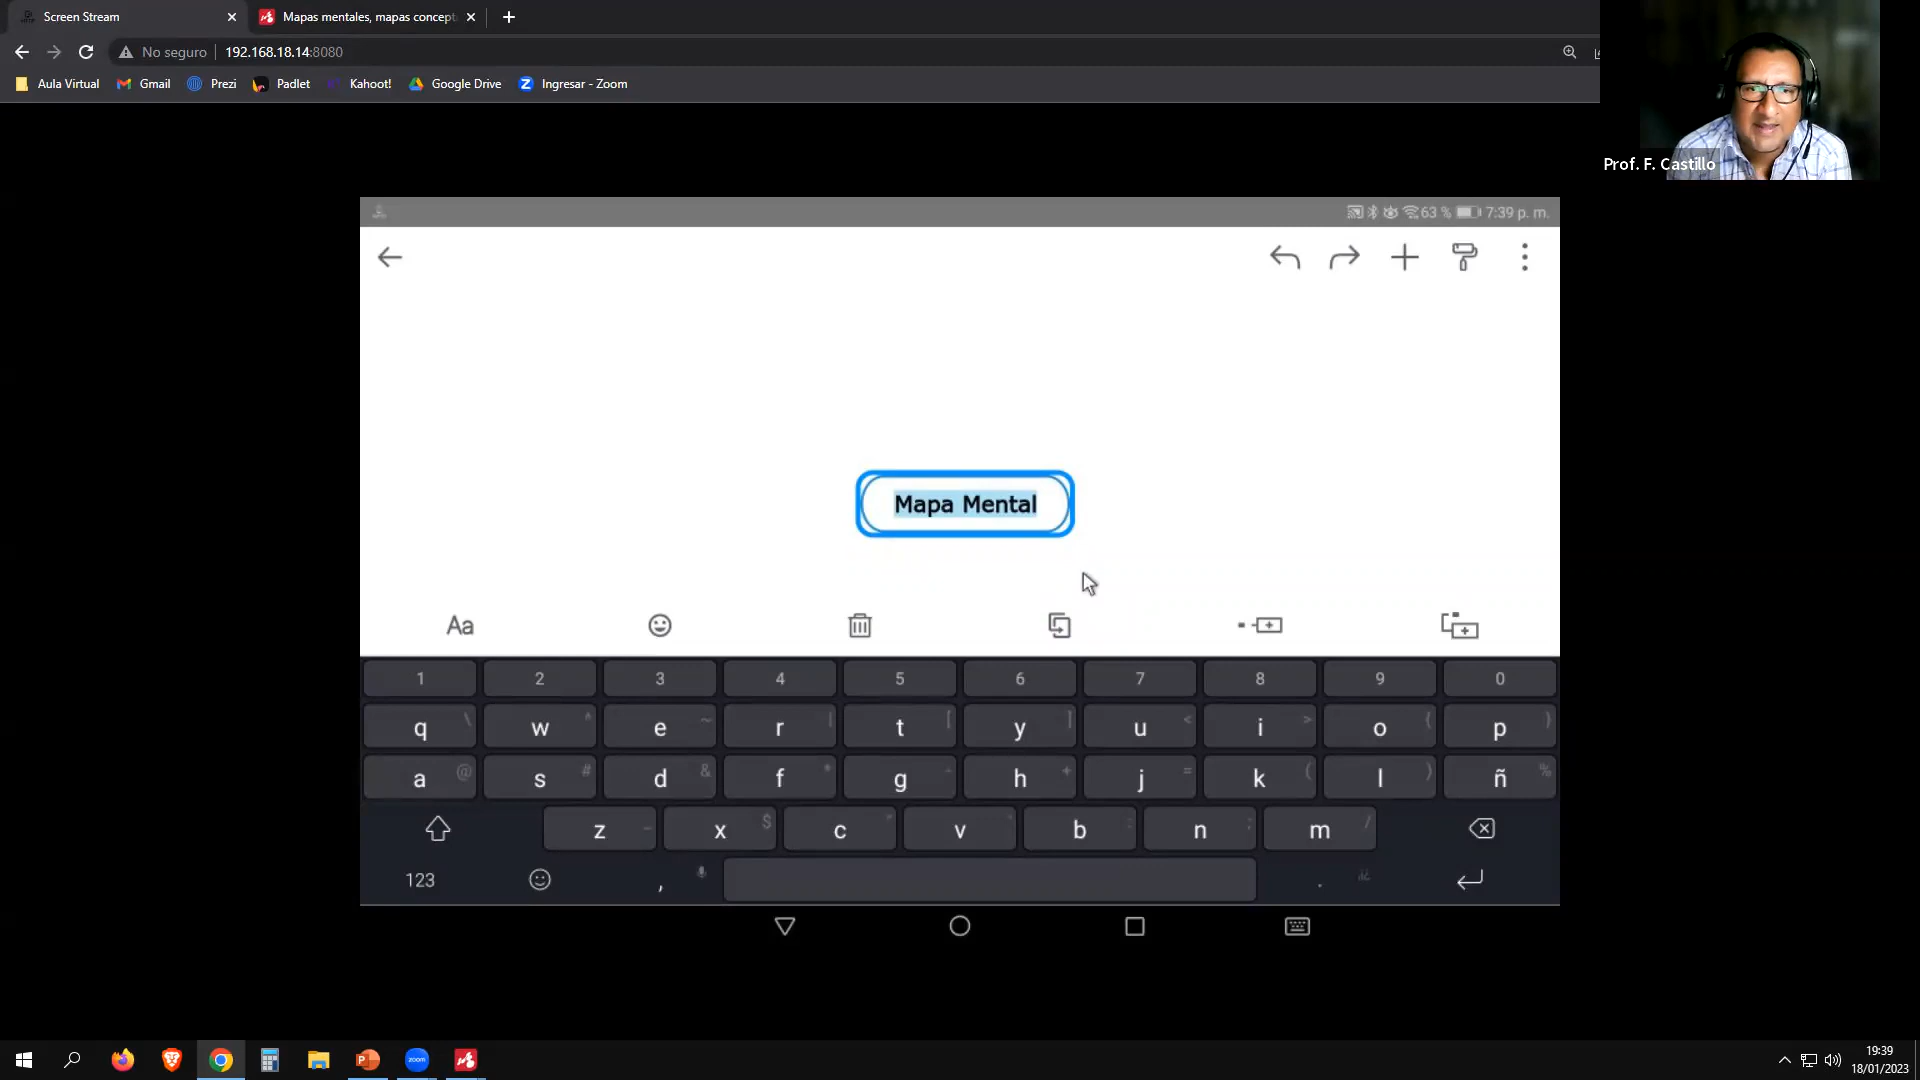 Screen Stream
Mapas mentales, mapas concept
No seguro 192.168.18.14:8080
Aula Virtual Gmail Prezi Padlet Kahoot! Google Drive Ingresar - Zoom
Prof. F. Castillo
63 % 7:39 p. m.
Mapa Mental
Aa
1 2 3 4 5 6 7 8 9 0
q \ w ^ e ~ r | t [ y ] u < i > o { p }
a @ s # d & f * g - h + j = k ( l ) ñ %
z _ x $ c " v ' b : n ; m /
123 , .
zoom
19:39
18/01/2023